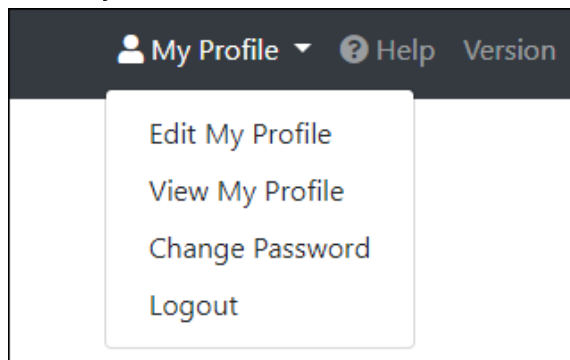 My Profile Help Version
Edit My Profile
View My Profile
Change Password
Logout